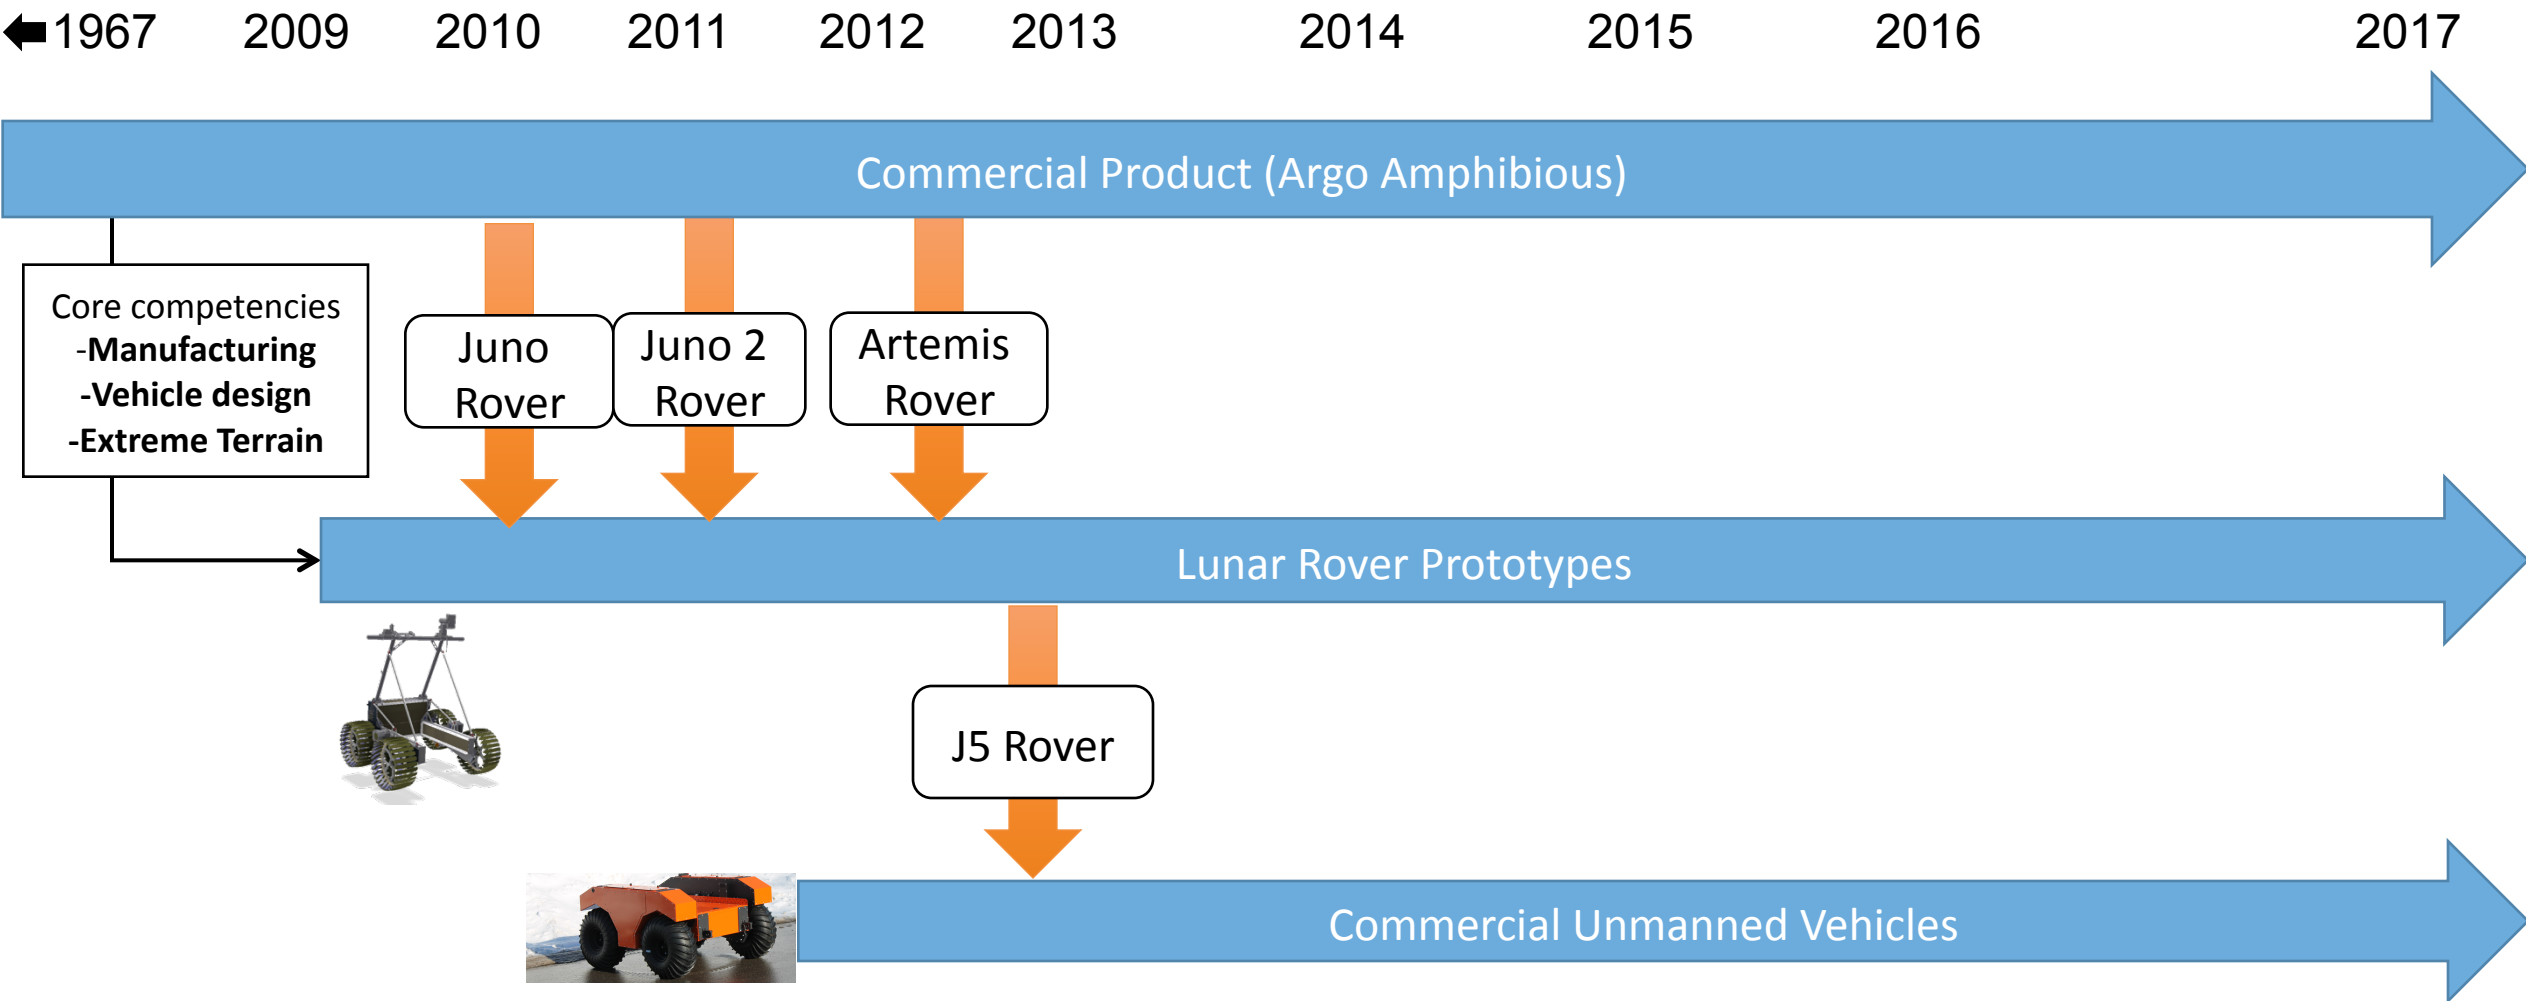 1967 2009 2010 2011 2012 2013 2014 2015 2016 2017
Commercial Product (Argo Amphibious)
Core competencies
-Manufacturing
-Vehicle design
-Extreme Terrain
Juno
Rover
Juno 2
Rover
Artemis
Rover
Lunar Rover Prototypes
J5 Rover
Commercial Unmanned Vehicles